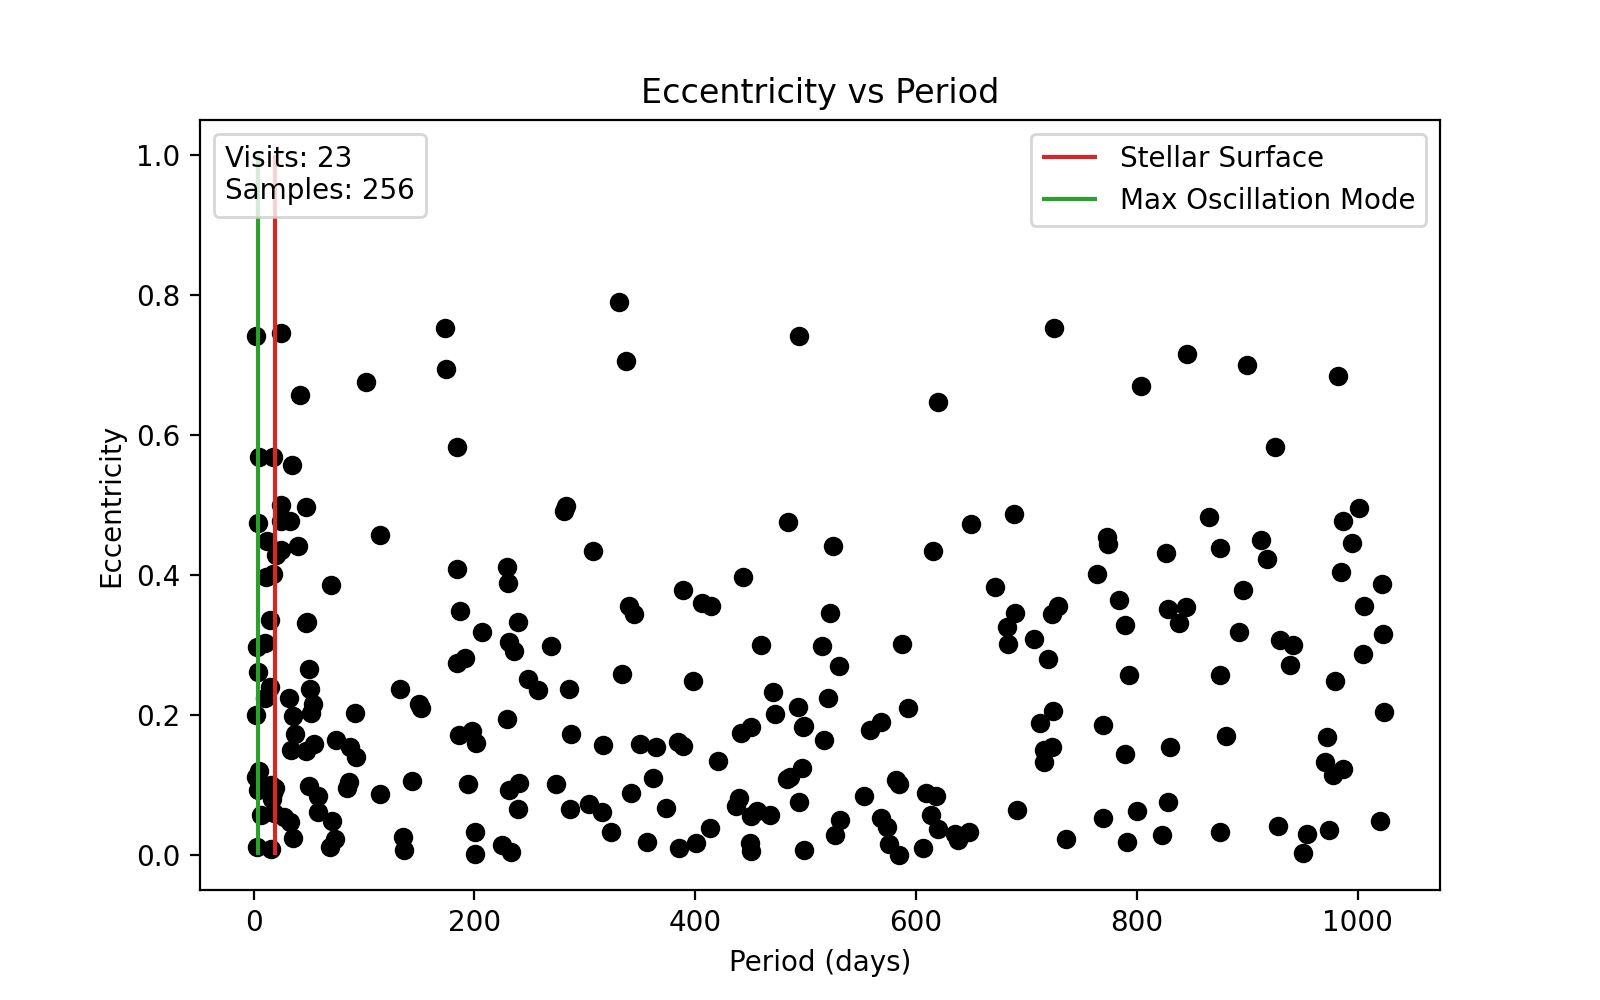 Eccentricity vs Period
Visits: 23
Samples: 256
Stellar Surface
Max Oscillation Mode
Eccentricity
1.0
0.8
0.6
0.4
0.2
0.0
0 200 400 600 800 1000
Period (days)